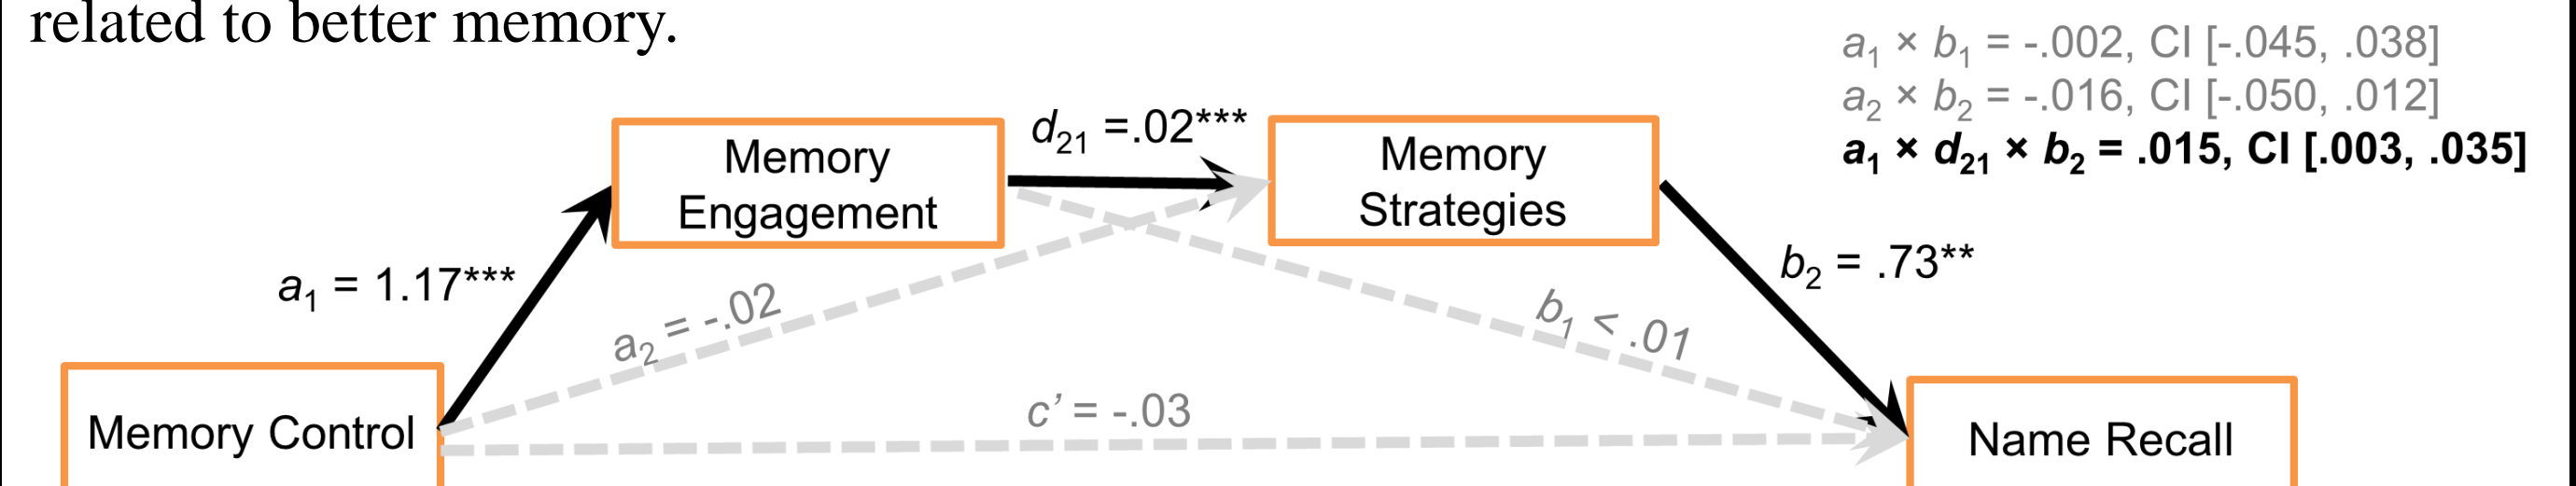 related to better memory.
a₁ × b₁ = -.002, CI [-.045, .038]
a₂ × b₂ = -.016, CI [-.050, .012]
a₁ × d₂₁ × b₂ = .015, CI [.003, .035]
Memory
Engagement
d₂₁ =.02***
Memory
Strategies
a₁ = 1.17***
a₂ = -.02
b₁ < .01
b₂ = .73**
Memory Control
c’ = -.03
Name Recall